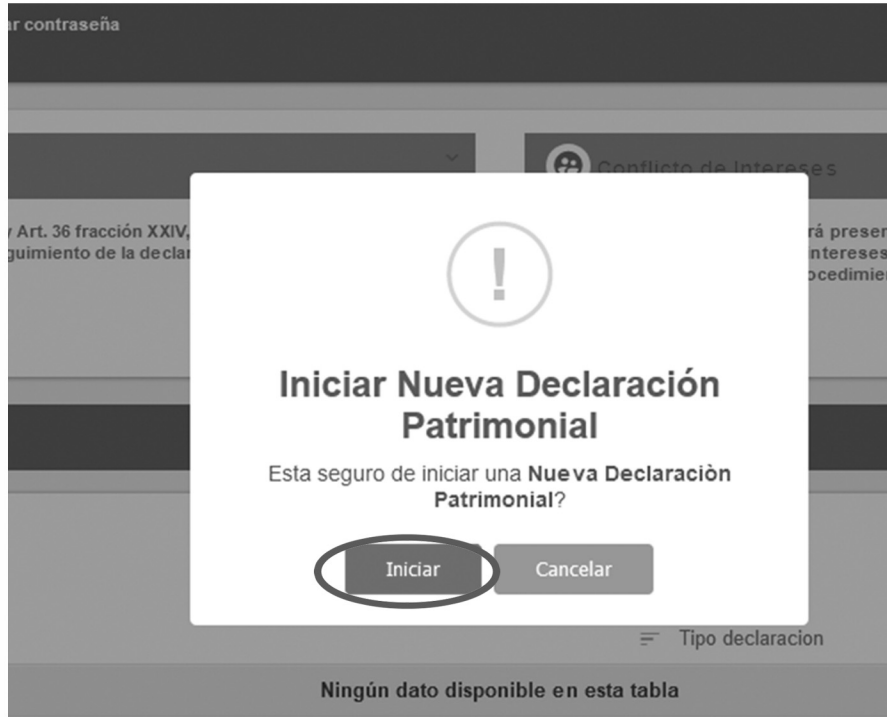 ar contraseña
Conflicto de Intereses
y Art. 36 fracción XXIV,
guimiento de la declar
rá preser
ntereses
ocedimie
Iniciar Nueva Declaración
Patrimonial
Esta seguro de iniciar una Nueva Declaraciòn
Patrimonial?
Iniciar
Cancelar
Tipo declaracion
Ningún dato disponible en esta tabla